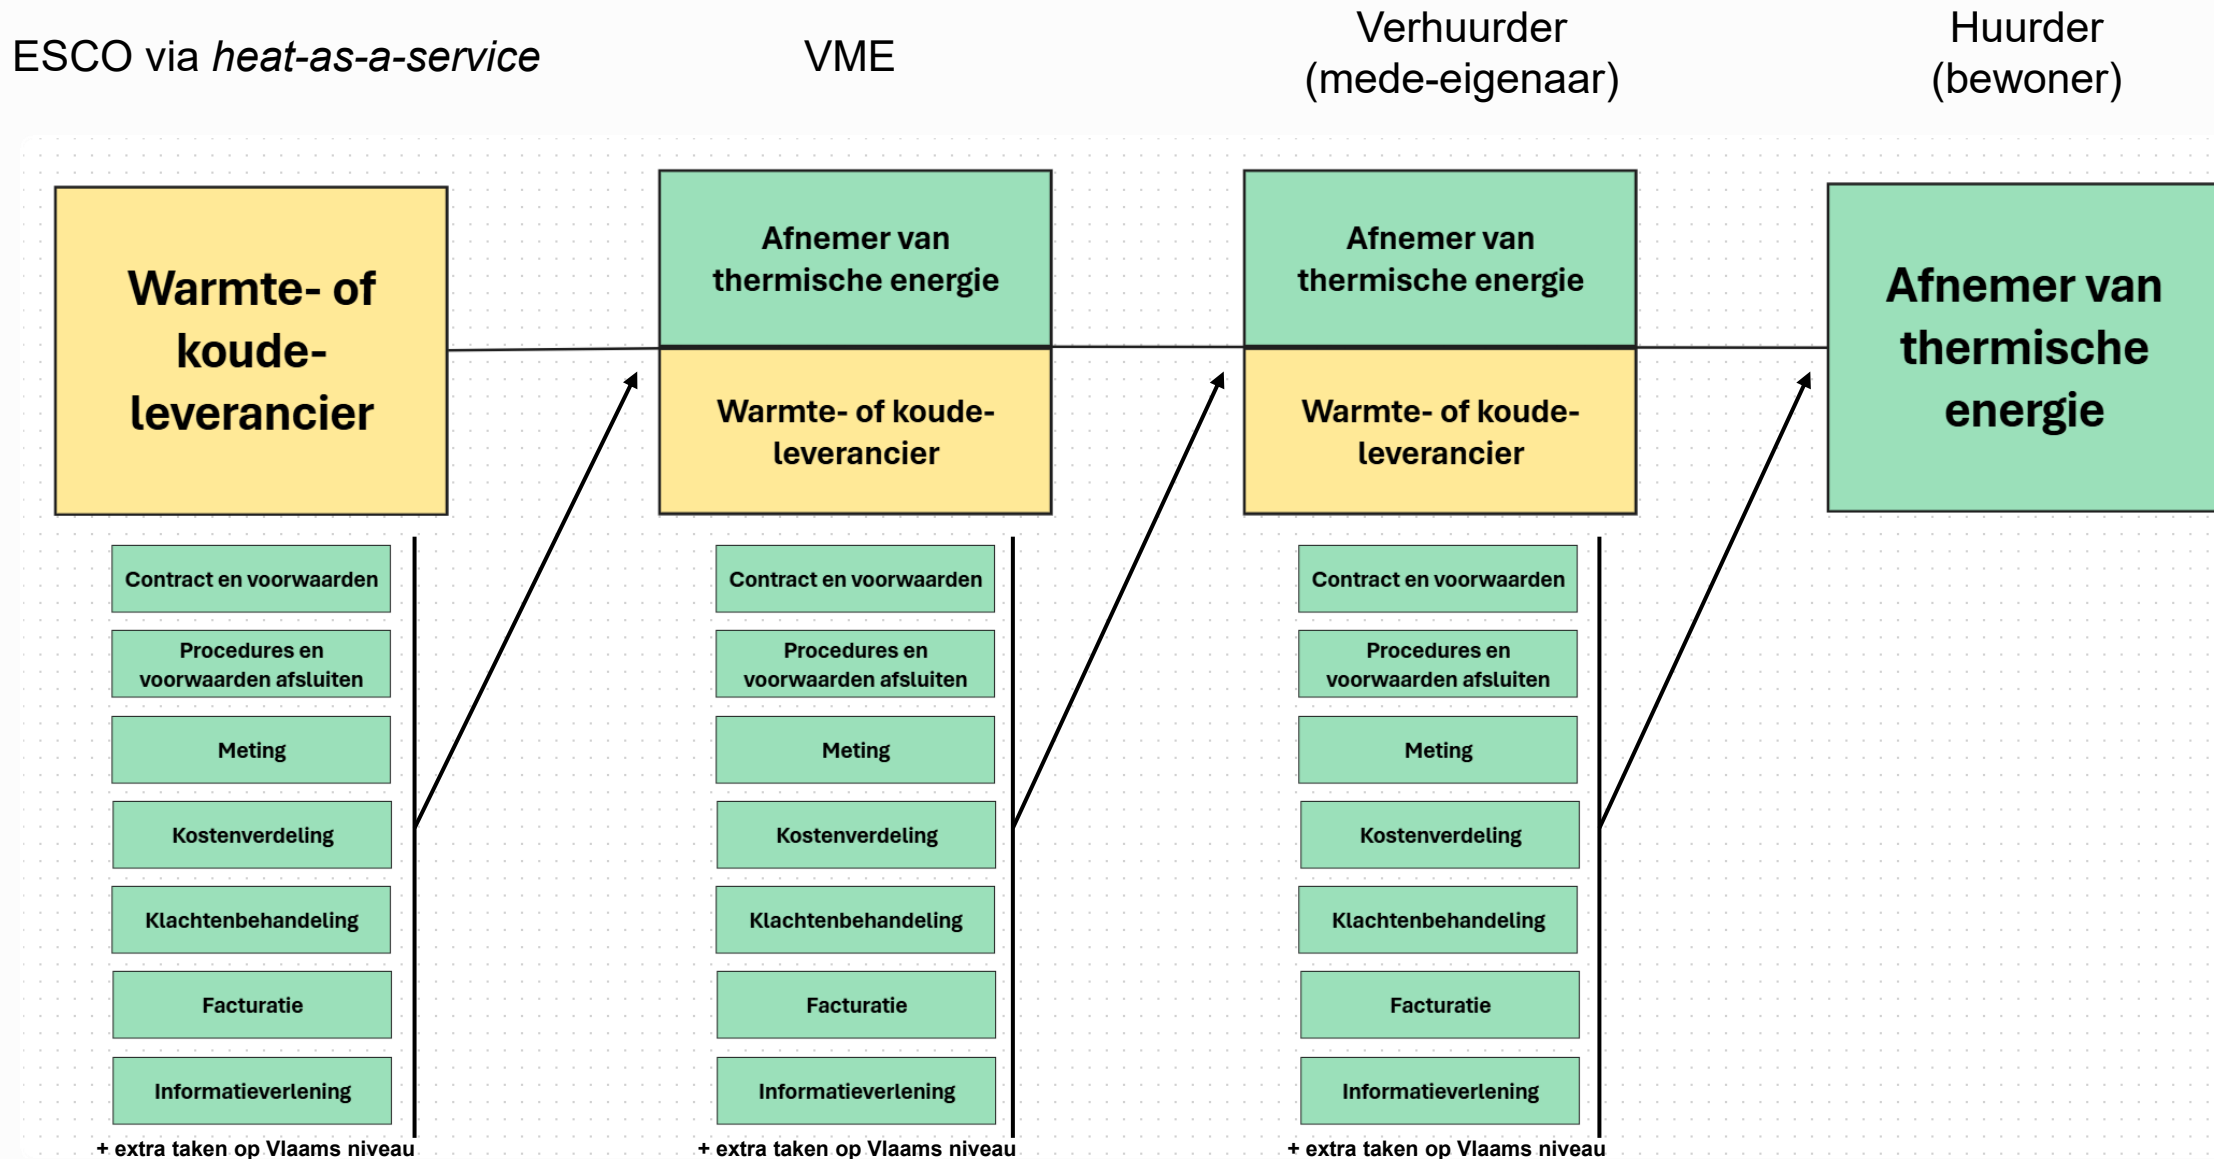 ESCO via heat-as-a-service
VME
Verhuurder
(mede-eigenaar)
Huurder
(bewoner)
Warmte- of
koude-
leverancier
Afnemer van
thermische energie
Warmte- of koude-
leverancier
Afnemer van
thermische energie
Warmte- of koude-
leverancier
Afnemer van
thermische
energie
Contract en voorwaarden
Procedures en
voorwaarden afsluiten
Meting
Kostenverdeling
Klachtenbehandeling
Facturatie
Informatieverlening
+ extra taken op Vlaams niveau
Contract en voorwaarden
Procedures en
voorwaarden afsluiten
Meting
Kostenverdeling
Klachtenbehandeling
Facturatie
Informatieverlening
+ extra taken op Vlaams niveau
Contract en voorwaarden
Procedures en
voorwaarden afsluiten
Meting
Kostenverdeling
Klachtenbehandeling
Facturatie
Informatieverlening
+ extra taken op Vlaams niveau